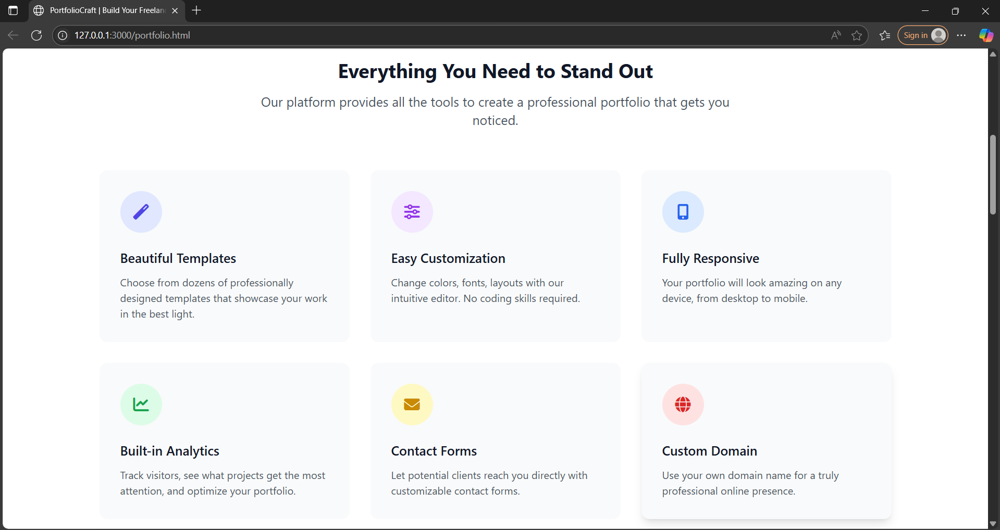 PortfolioCraft | Build Your Freelan
127.0.0.1:3000/portfolio.html
Sign in
Everything You Need to Stand Out
Our platform provides all the tools to create a professional portfolio that gets you
noticed.
Beautiful Templates
Choose from dozens of professionally
designed templates that showcase your work
in the best light.
Easy Customization
Change colors, fonts, layouts with our
intuitive editor. No coding skills required.
Fully Responsive
Your portfolio will look amazing on any
device, from desktop to mobile.
Built-in Analytics
Track visitors, see what projects get the most
attention, and optimize your portfolio.
Contact Forms
Let potential clients reach you directly with
customizable contact forms.
Custom Domain
Use your own domain name for a truly
professional online presence.